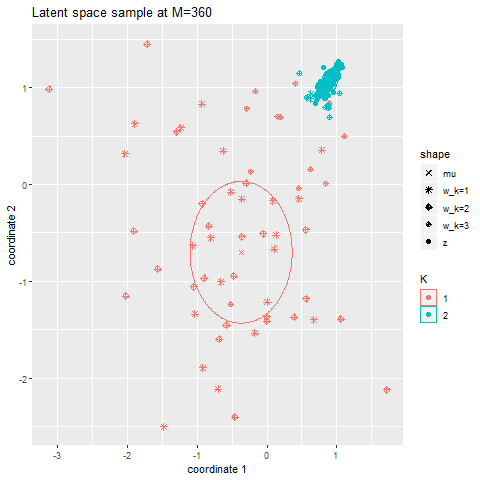 Latent space sample at M=360
1
0
-1
-2
coordinate 2
-3
-2
-1
0
1
coordinate 1
shape
mu
w_k=1
w_k=2
w_k=3
z
K
1
2